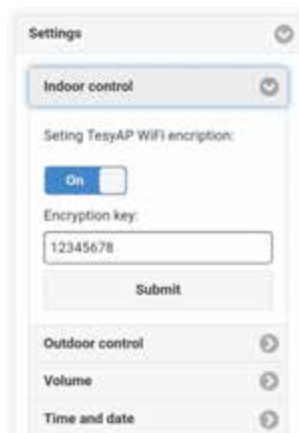 Settings
Indoor control
Seting TesyAP WiFi encription:
On
Encryption key:
12345678
Submit
Outdoor control
Volume
Time and date